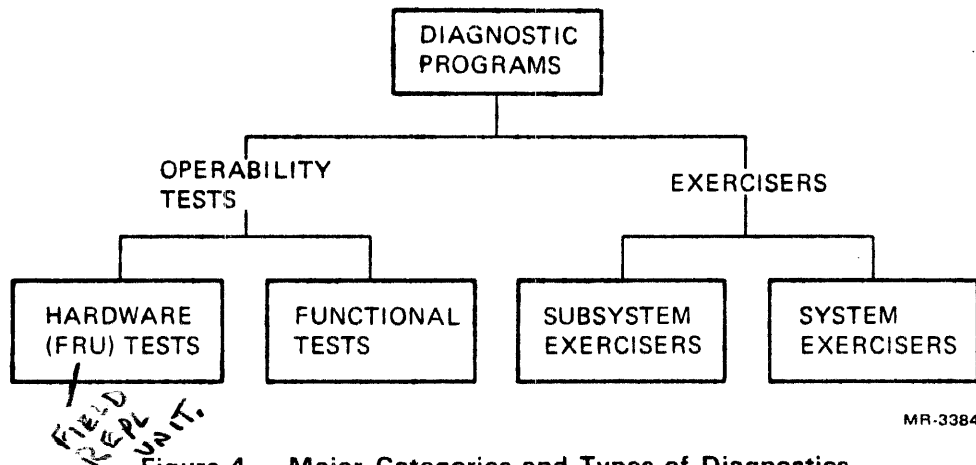 DIAGNOSTIC
PROGRAMS
OPERABILITY
TESTS
EXERCISERS
HARDWARE
(FRU) TESTS
FUNCTIONAL
TESTS
SUBSYSTEM
EXERCISERS
SYSTEM
EXERCISERS
FIELD
REPL
UNIT.
MR-3384
Figure 4 Major Categories and Types of Diagnostics